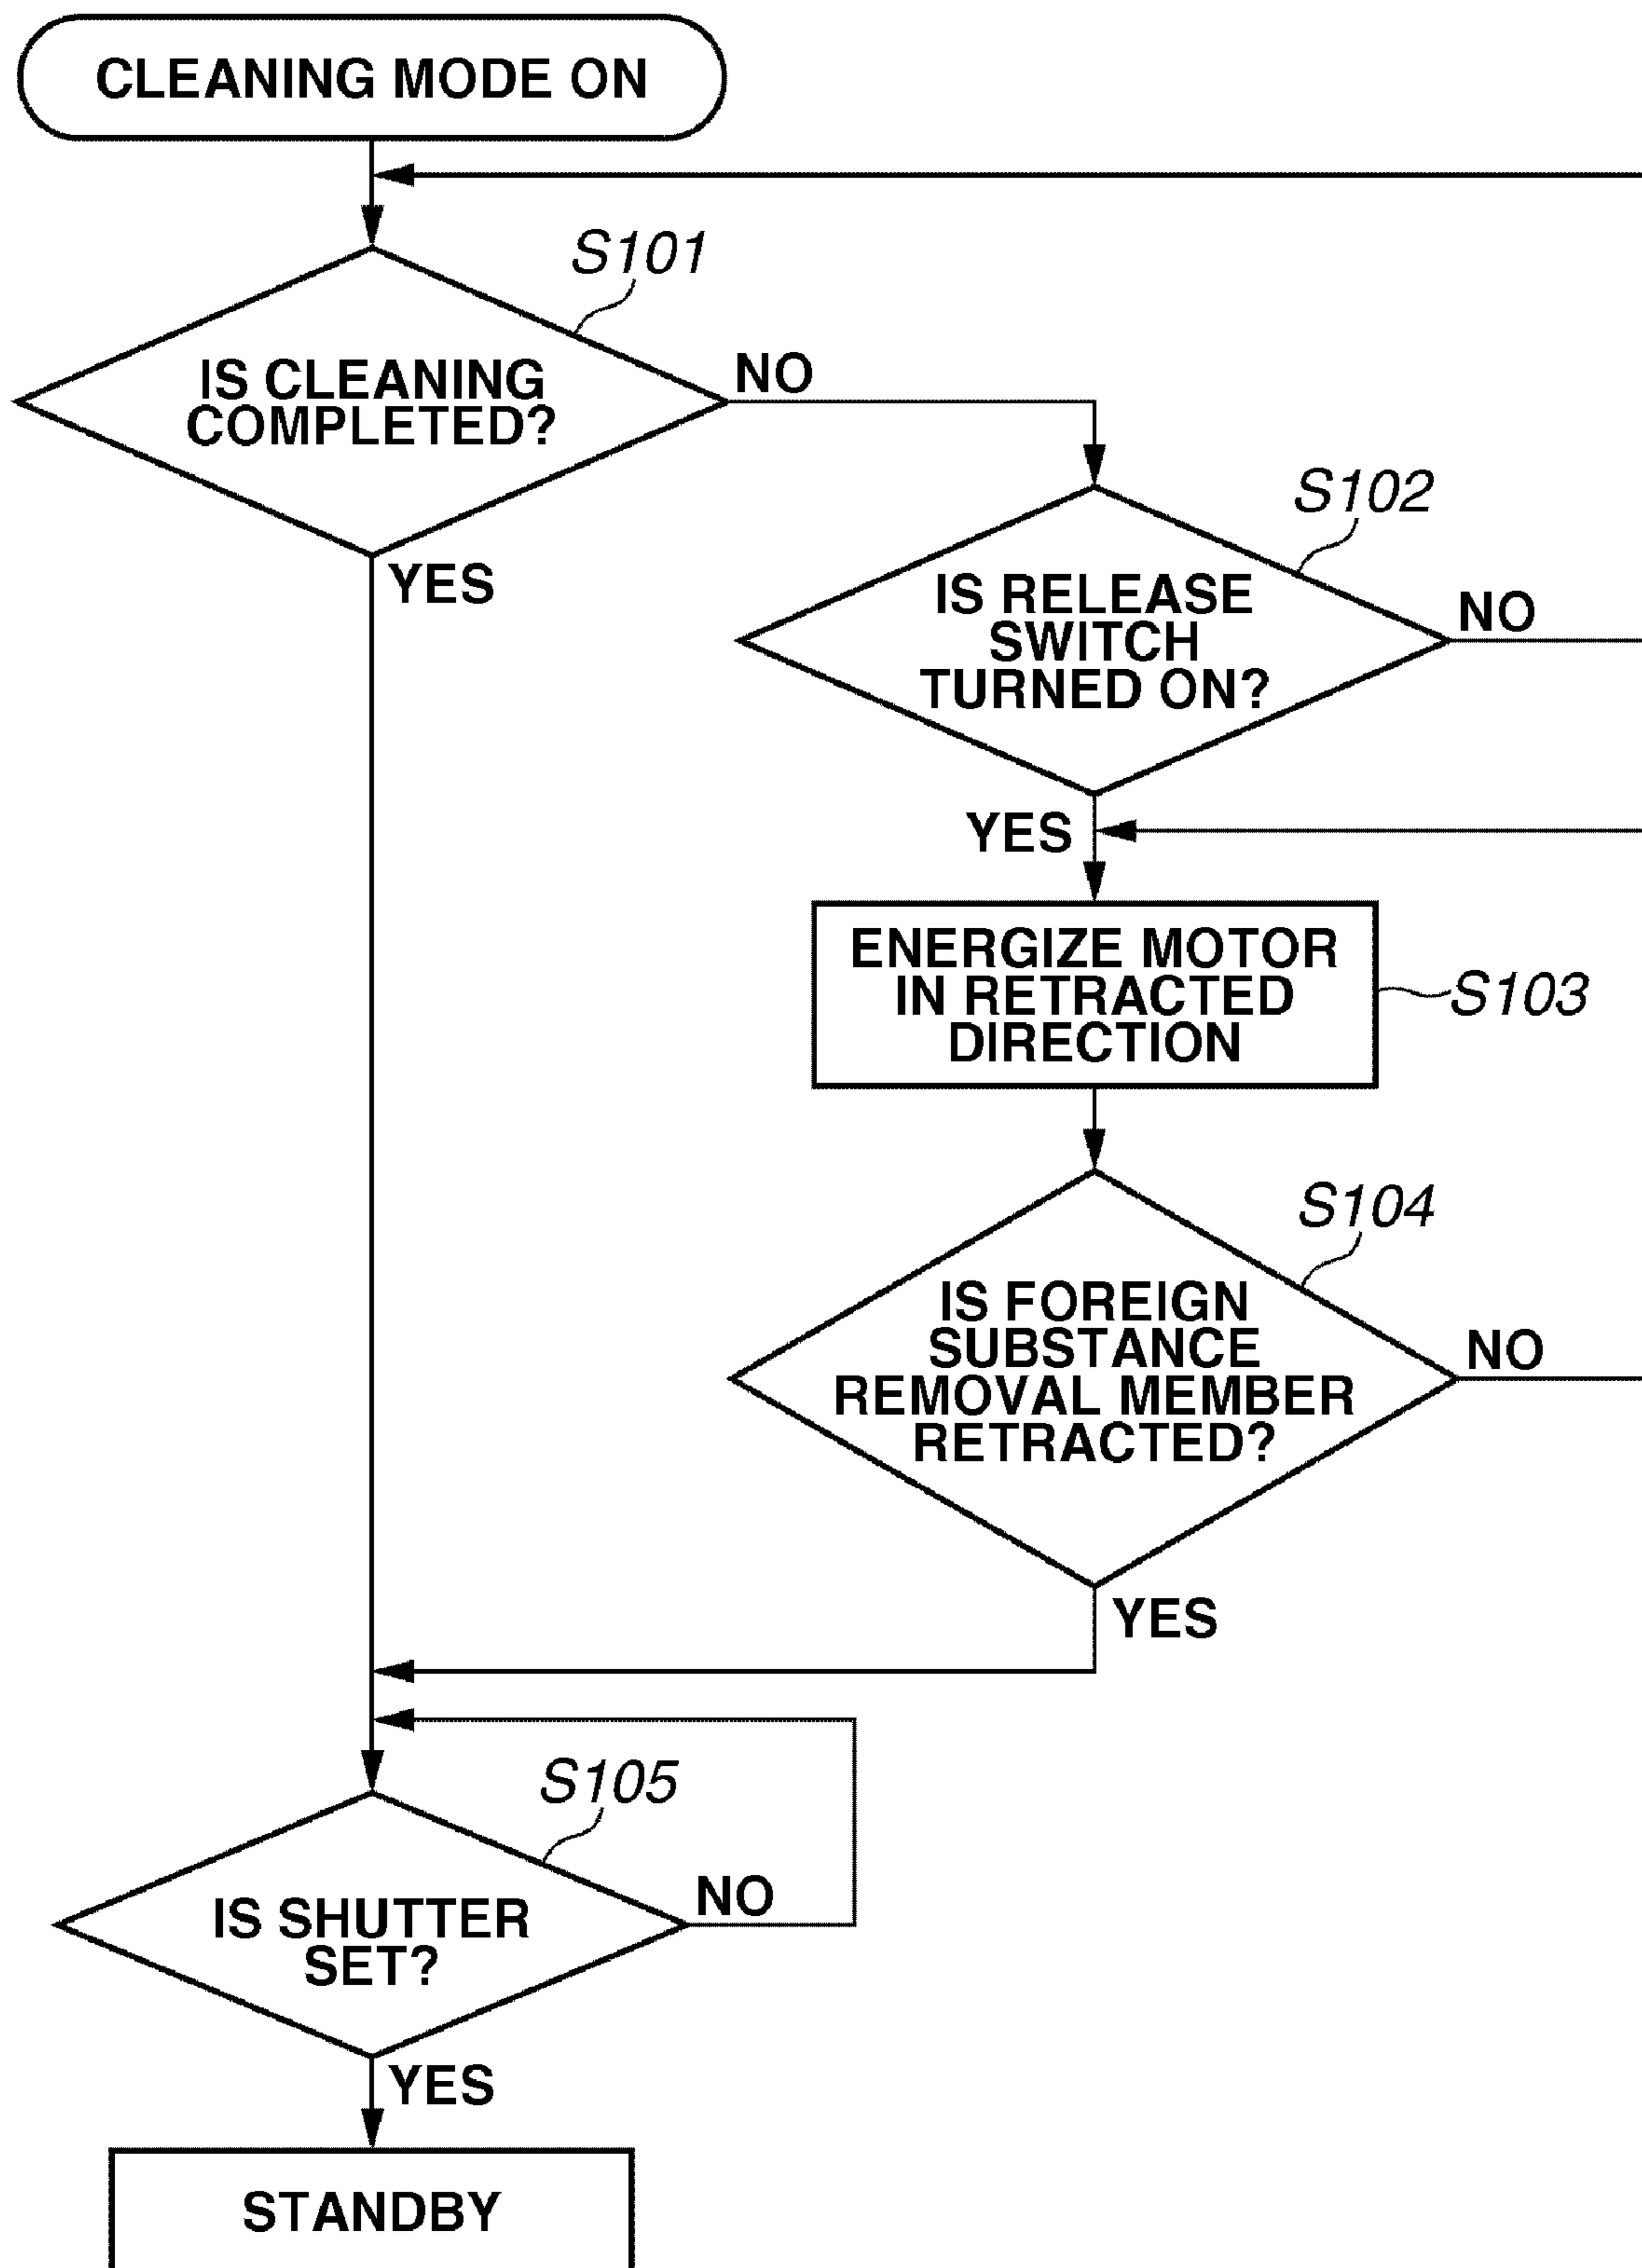 CLEANING MODE ON
S101
IS CLEANING
COMPLETED?
NO
YES
S102
IS RELEASE
SWITCH
TURNED ON?
NO
YES
ENERGIZE MOTOR
IN RETRACTED
DIRECTION
S103
S104
IS FOREIGN
SUBSTANCE
REMOVAL MEMBER
RETRACTED?
NO
YES
S105
IS SHUTTER
SET?
NO
YES
STANDBY